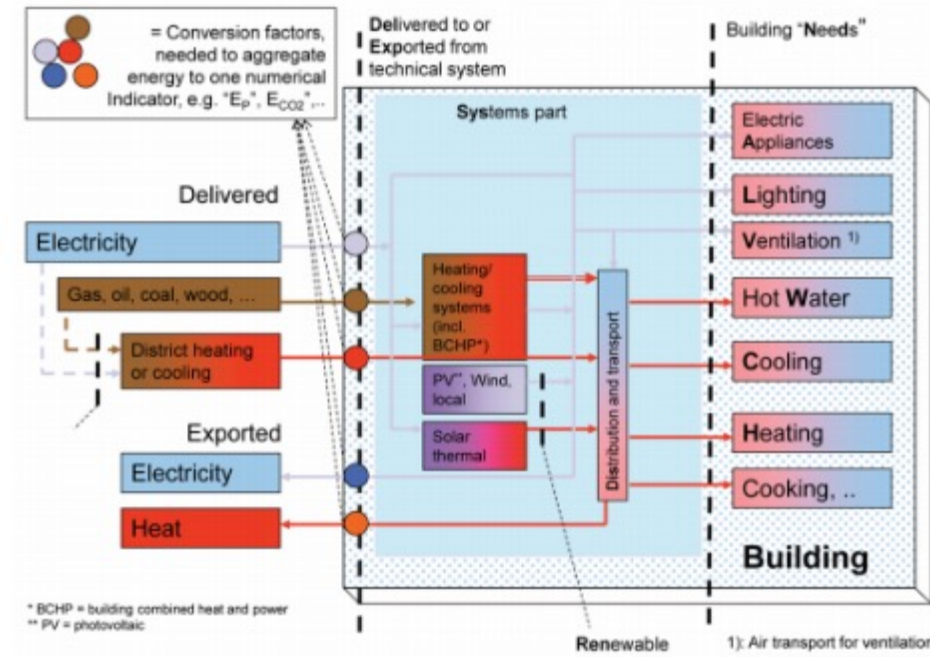 = Conversion factors,
needed to aggregate
energy to one numerical
Indicator, e.g. "EP", ECO2",..
Delivered to or
Exported from
technical system
Building "Needs"
Systems part
Electric
Appliances
Lighting
Ventilation 1)
Hot Water
Cooling
Heating
Cooking, ..
Delivered
Electricity
Gas, oil, coal, wood, ...
District heating
or cooling
Exported
Electricity
Heat
Heating/
cooling
systems
(incl.
BCHP*)
PV**, Wind,
local
Solar
thermal
Distribution and transport
Building
* BCHP = building combined heat and power
** PV = photovoltaic
Renewable
1): Air transport for ventilation